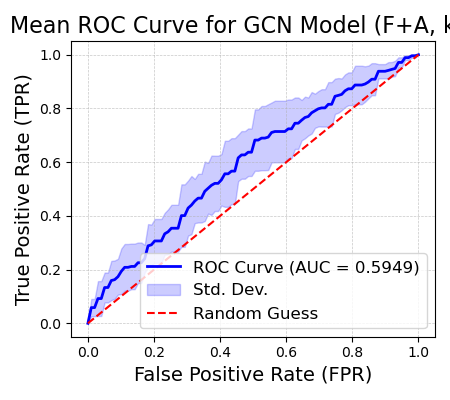 Mean ROC Curve for GCN Model (F+A, k
True Positive Rate (TPR)
1.0
0.8
0.6
0.4
0.2
0.0
ROC Curve (AUC = 0.5949)
Std. Dev.
Random Guess
0.0 0.2 0.4 0.6 0.8 1.0
False Positive Rate (FPR)